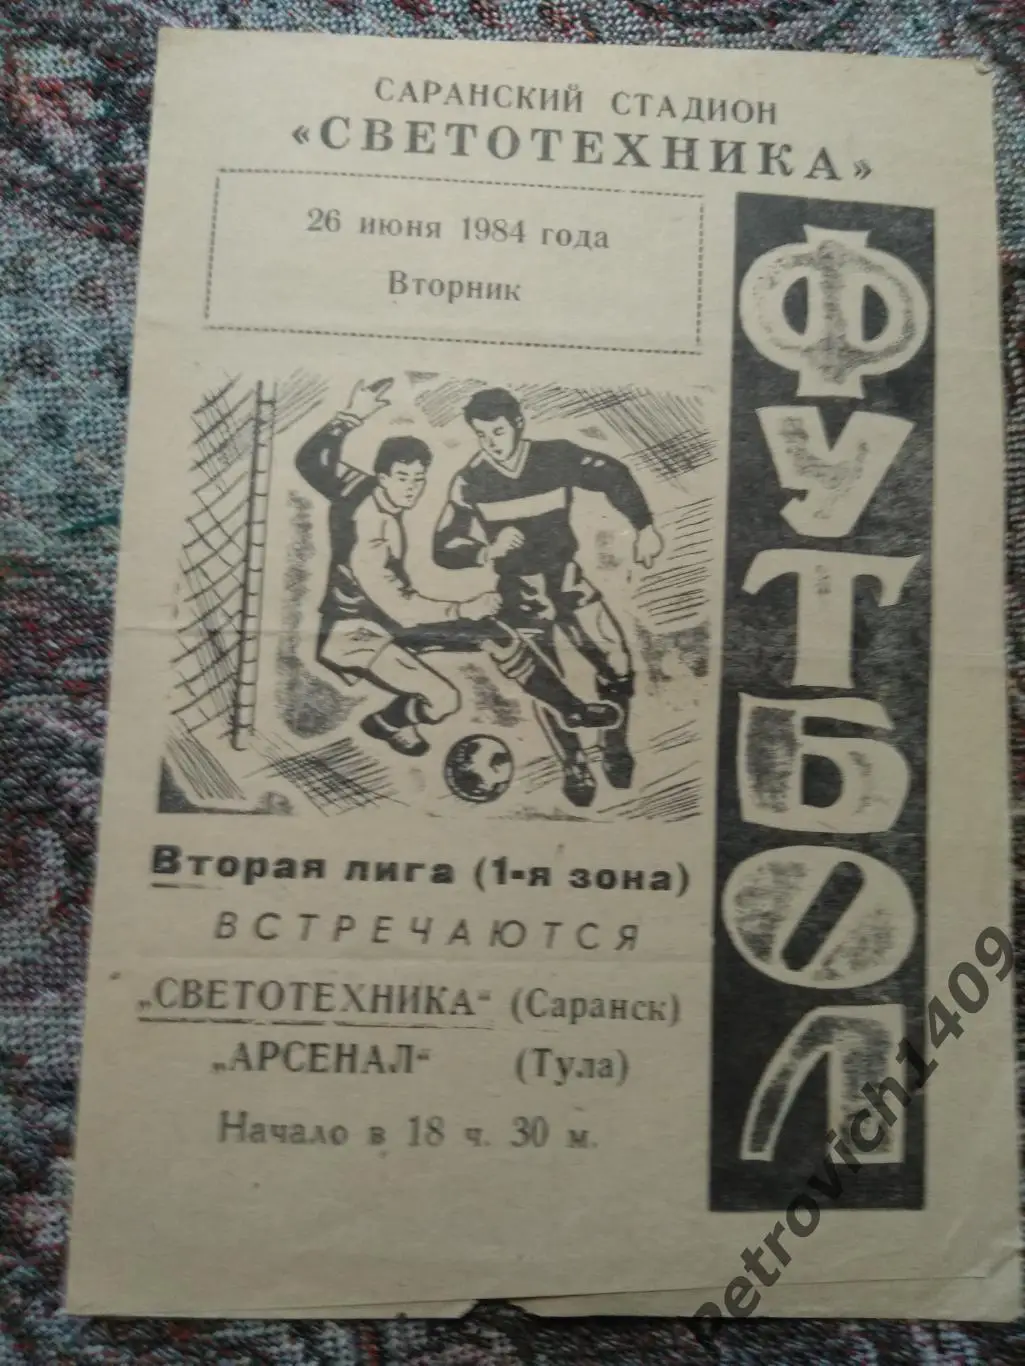 САРАНСКИЙ СТАДИОН
«СВЕТОТЕХНИКА»
26 июня 1984 года
Вторник
ФУТБОЛ
Вторая лига (1-я зона)
ВСТРЕЧАЮТСЯ
„СВЕТОТЕХНИКА“ (Саранск)
„АРСЕНАЛ“ (Тула)
Начало в 18 ч. 30 м.
Petrovich1409